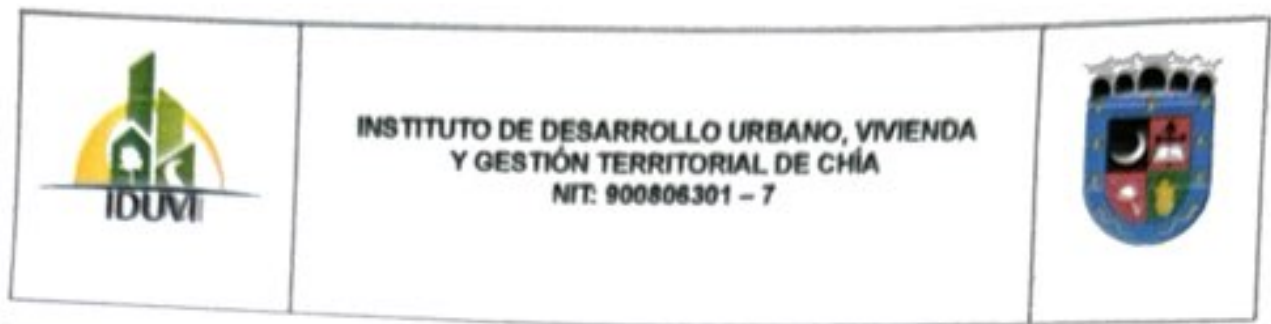 IDUVI
INSTITUTO DE DESARROLLO URBANO, VIVIENDA
Y GESTIÓN TERRITORIAL DE CHÍA
NIT: 900806301 – 7